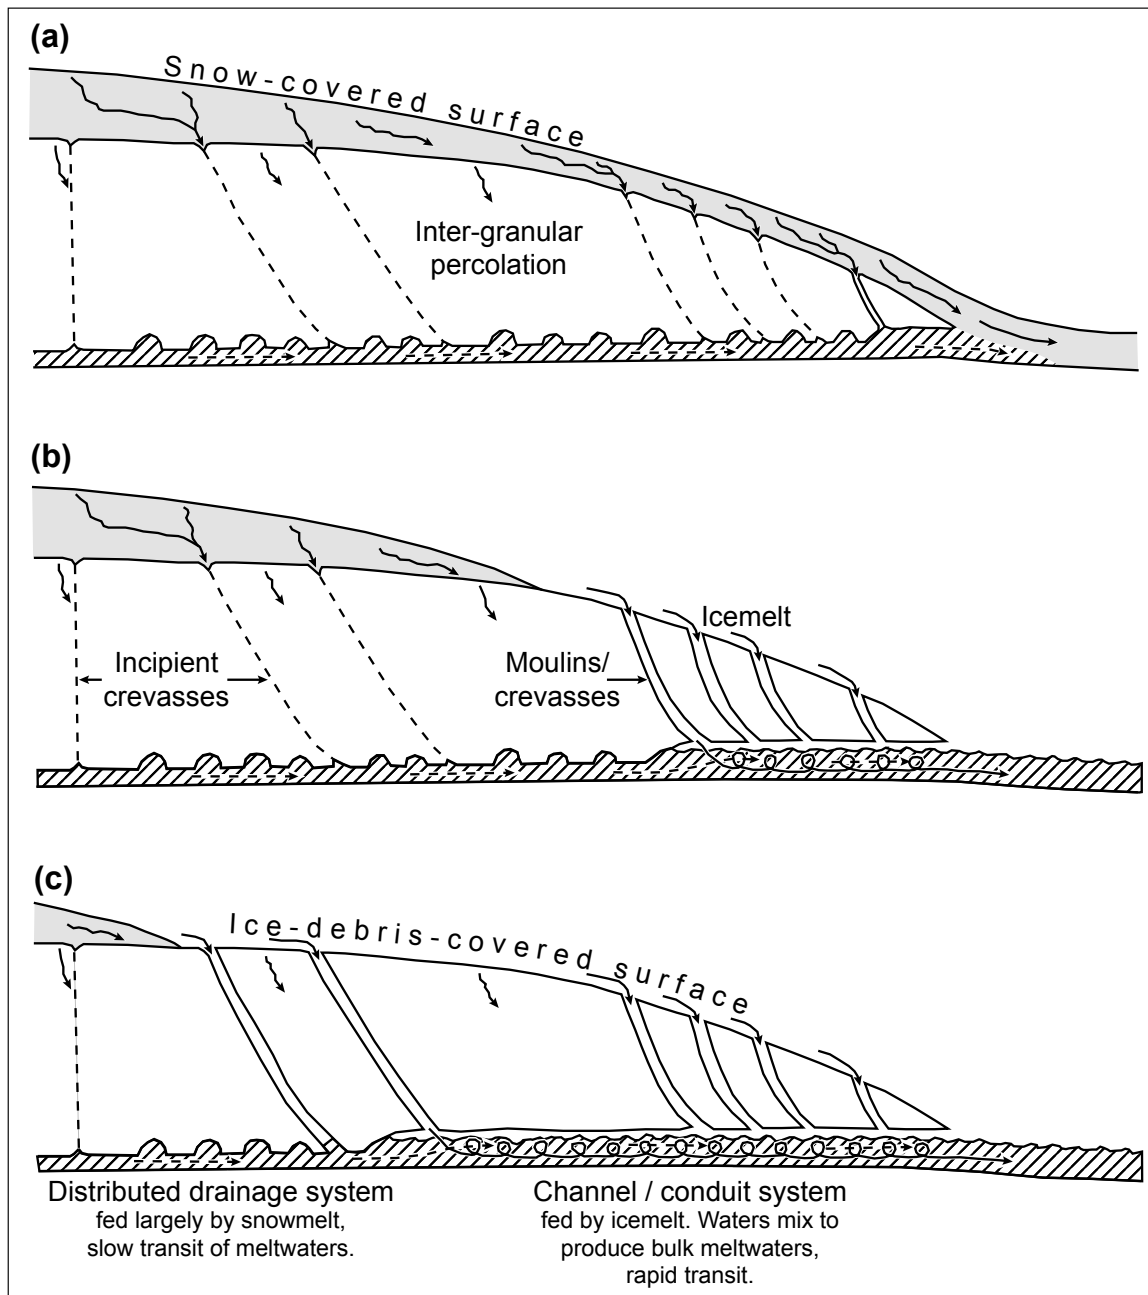 (a)
Snow-covered surface
Inter-granular
percolation
(b)
Icemelt
Incipient
crevasses
Moulins/
crevasses
(c)
Ice-debris-covered surface
Distributed drainage system
fed largely by snowmelt,
slow transit of meltwaters.
Channel / conduit system
fed by icemelt. Waters mix to
produce bulk meltwaters,
rapid transit.